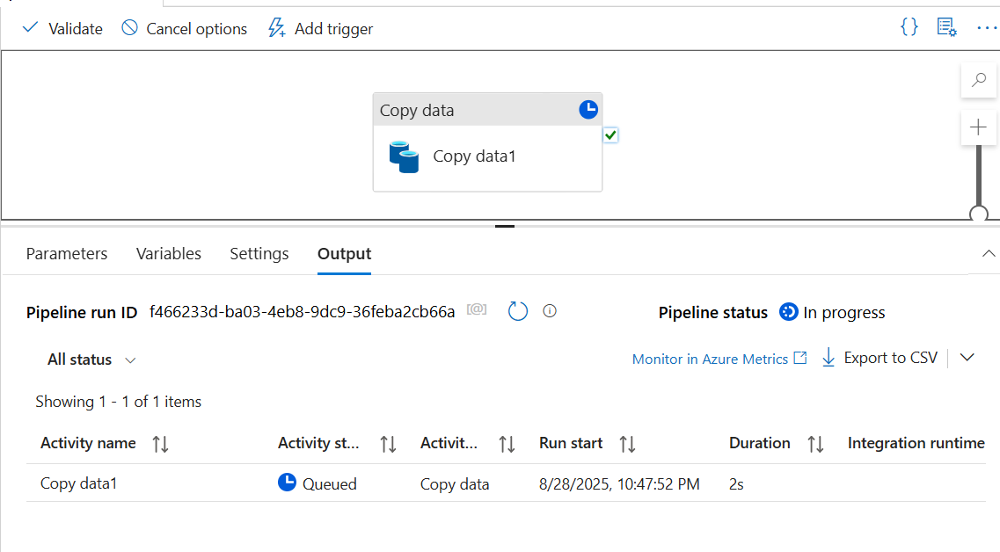 Validate Cancel options Add trigger {} ...
Copy data
Copy data1
Parameters Variables Settings Output
Pipeline run ID f466233d-ba03-4eb8-9dc9-36feba2cb66a [@] Pipeline status In progress
All status Monitor in Azure Metrics Export to CSV
Showing 1 - 1 of 1 items
Activity name Activity st... Activit... Run start Duration Integration runtime
Copy data1 Queued Copy data 8/28/2025, 10:47:52 PM 2s